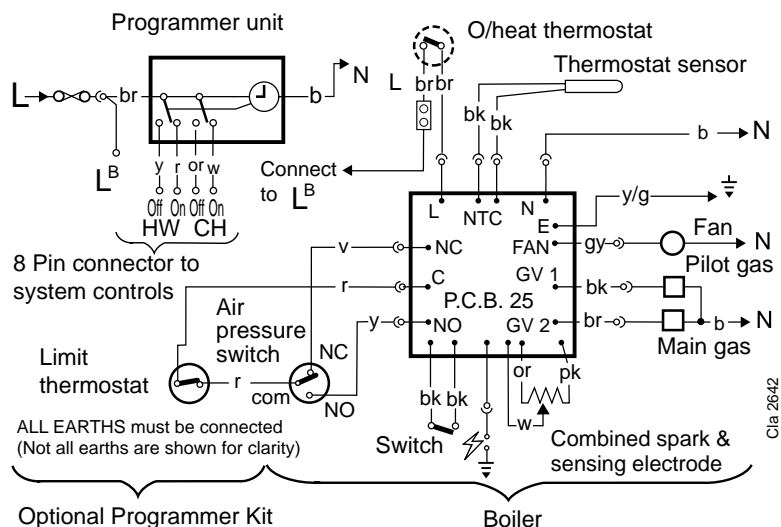 Programmer unit
O/heat thermostat
N
L
br
br
Thermostat sensor
L
br
b
bk
bk
b
N
y
r
or
w
Connect
to L^B
L^B
Off On Off On
HW CH
8 Pin connector to
system controls
L
NTC
N
y/g
E
v
NC
FAN
gy
Fan
N
r
C
GV 1
bk
Pilot gas
P.C.B. 25
y
NO
GV 2
br
b
N
Main gas
Air
pressure
switch
NC
Limit
thermostat
r
com
NO
or
pk
bk
bk
w
ALL EARTHS must be connected
(Not all earths are shown for clarity)
Switch
Combined spark &
sensing electrode
Cla 2642
Optional Programmer Kit
Boiler